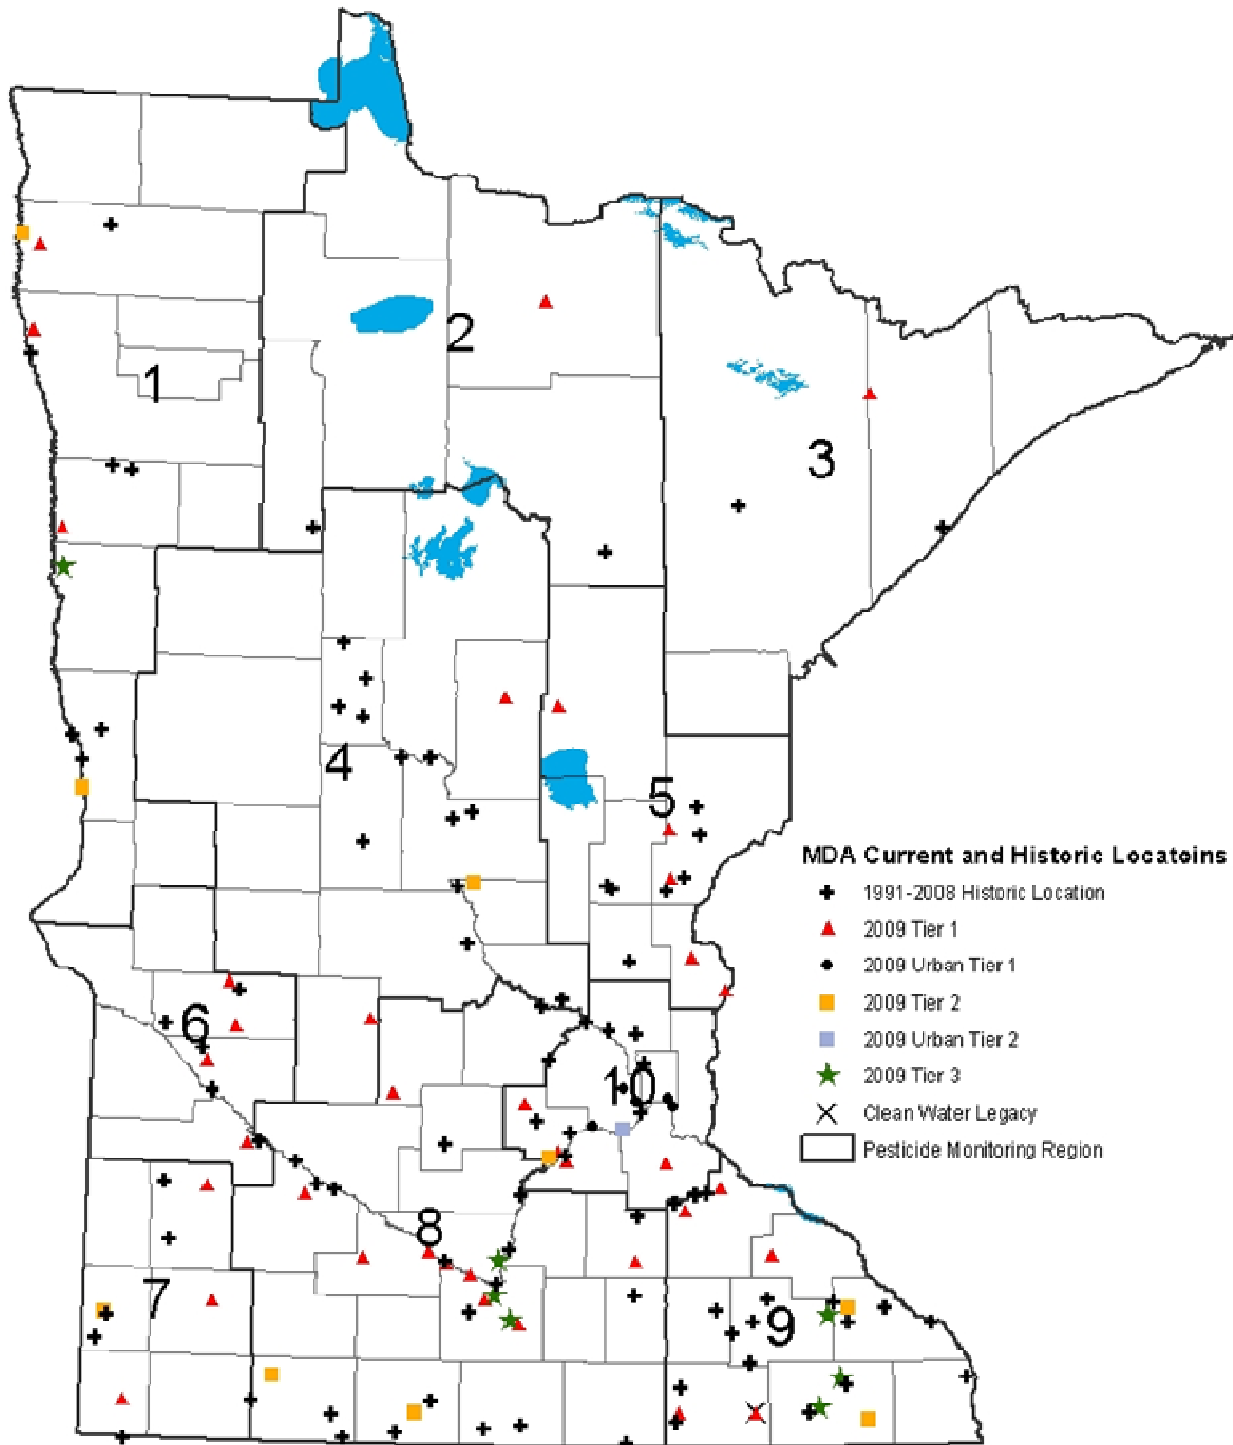 2
1
3
4
5
MDA Current and Historic Locatoins
1991-2008 Historic Location
2009 Tier 1
2009 Urban Tier 1
2009 Tier 2
2009 Urban Tier 2
2009 Tier 3
Clean Water Legacy
Pesticide Monitoring Region
6
10
8
7
9